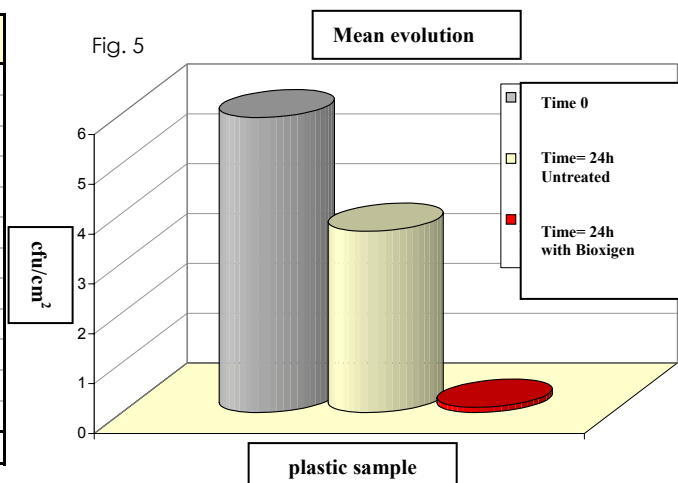 Fig. 5
Mean evolution
6
5
4
3
2
1
0
cfu/cm²
Time 0
Time= 24h
Untreated
Time= 24h
with Bioxigen
plastic sample